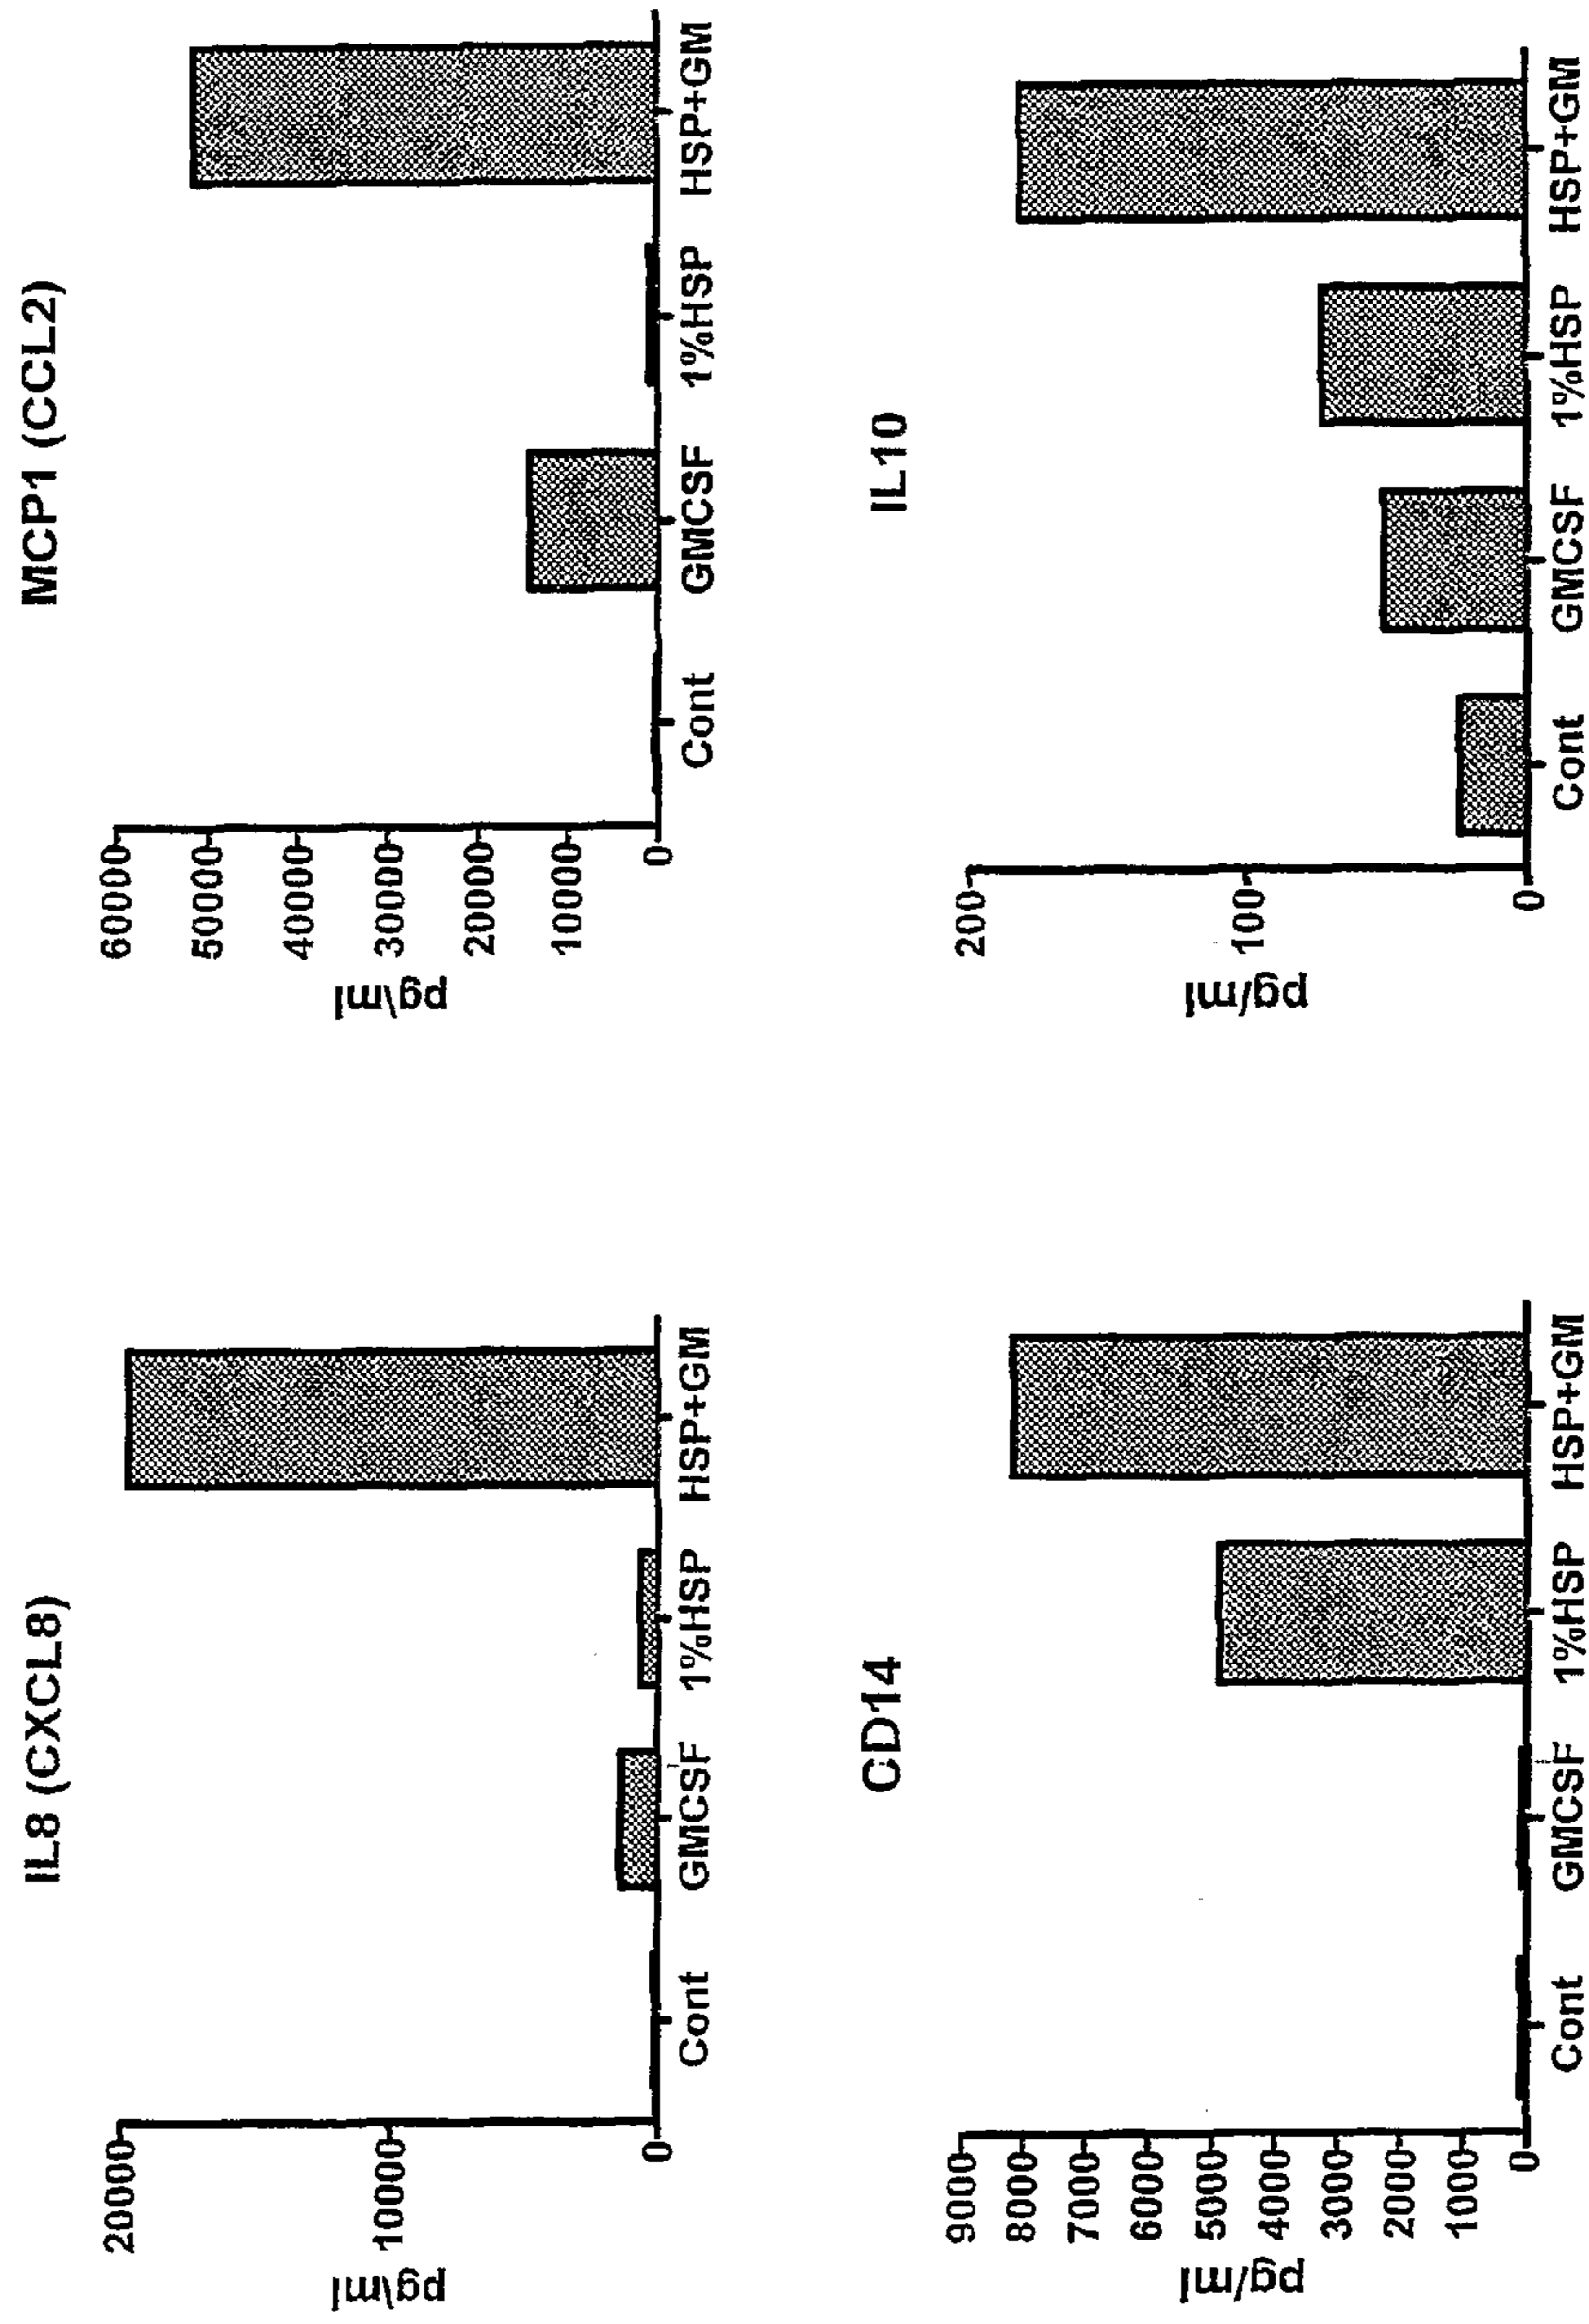 IL8 (CXCL8)
pg\ml
20000
10000
0
Cont GMCSF 1%HSP HSP+GM
MCP1 (CCL2)
pg\ml
60000
50000
40000
30000
20000
10000
0
Cont GMCSF 1%HSP HSP+GM
CD14
pg/ml
9000
8000
7000
6000
5000
4000
3000
2000
1000
0
Cont GMCSF 1%HSP HSP+GM
IL10
pg/ml
200
100
0
Cont GMCSF 1%HSP HSP+GM